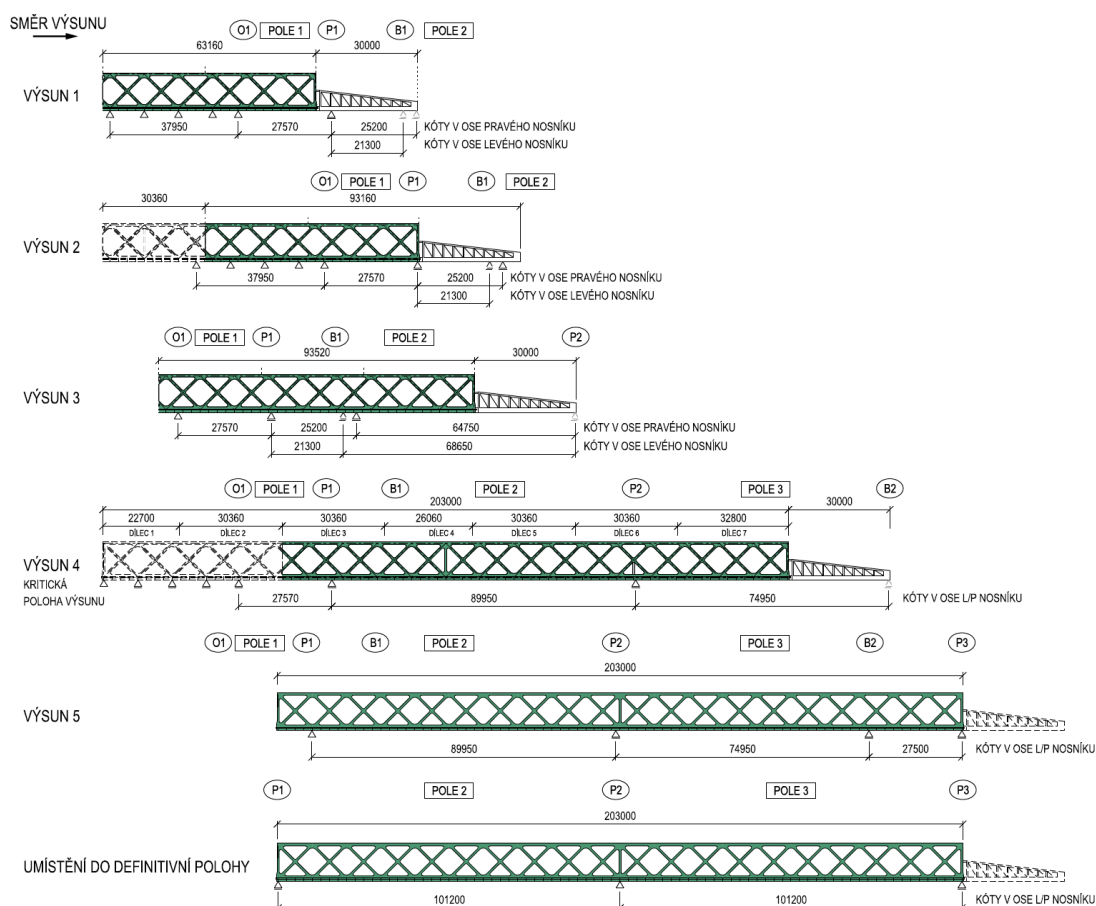 SMĚR VÝSUNU
O1 POLE 1 P1 B1 POLE 2
63160 30000
VÝSUN 1
37950 27570 25200 KÓTY V OSE PRAVÉHO NOSNÍKU
21300 KÓTY V OSE LEVÉHO NOSNÍKU
O1 POLE 1 P1 B1 POLE 2
30360 93160
VÝSUN 2
37950 27570 25200 KÓTY V OSE PRAVÉHO NOSNÍKU
21300 KÓTY V OSE LEVÉHO NOSNÍKU
O1 POLE 1 P1 B1 POLE 2 P2
93520 30000
VÝSUN 3
27570 25200 64750 KÓTY V OSE PRAVÉHO NOSNÍKU
21300 68650 KÓTY V OSE LEVÉHO NOSNÍKU
O1 POLE 1 P1 B1 POLE 2 P2 POLE 3 B2
203000 30000
22700 30360 30360 26060 30360 30360 32800
DÍLEC 1 DÍLEC 2 DÍLEC 3 DÍLEC 4 DÍLEC 5 DÍLEC 6 DÍLEC 7
VÝSUN 4
KRITICKÁ
POLOHA VÝSUNU
27570 89950 74950 KÓTY V OSE L/P NOSNÍKU
O1 POLE 1 P1 B1 POLE 2 P2 POLE 3 B2 P3
203000
VÝSUN 5
89950 74950 27500 KÓTY V OSE L/P NOSNÍKU
P1 POLE 2 P2 POLE 3 P3
203000
UMÍSTĚNÍ DO DEFINITIVNÍ POLOHY
101200 101200 KÓTY V OSE L/P NOSNÍKU